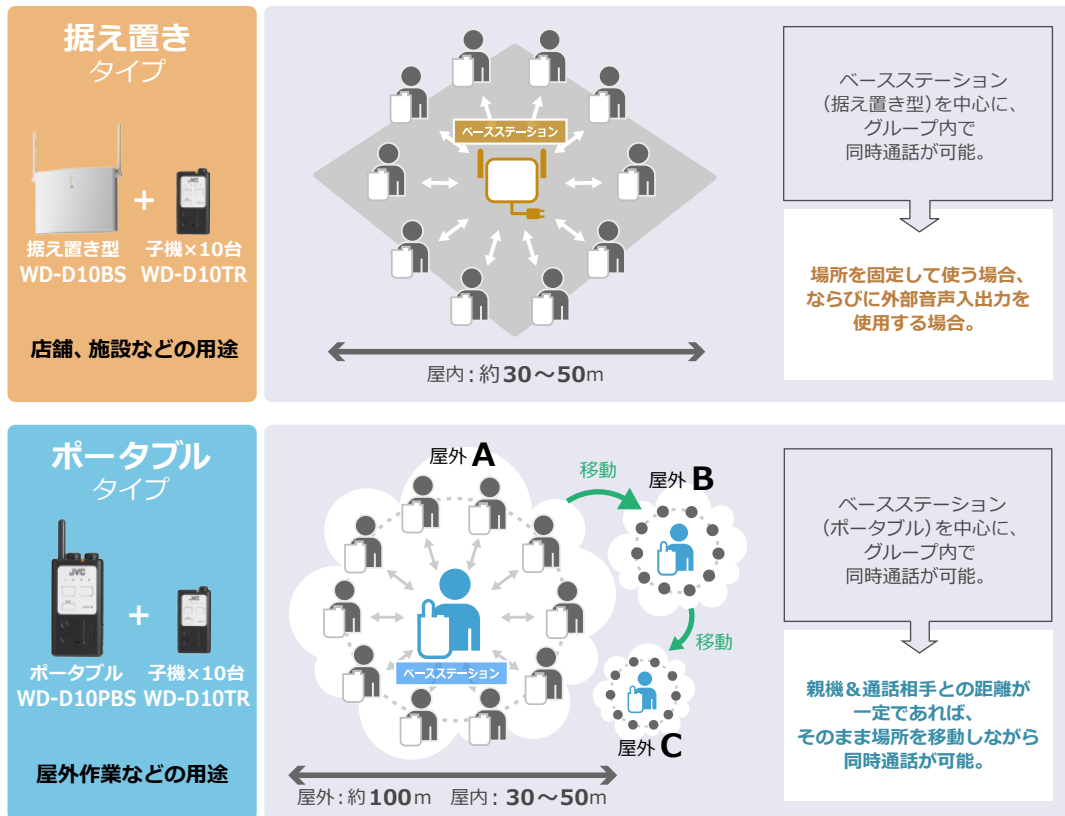 据え置き
タイプ
据え置き型
WD-D10BS
+
子機×10台
WD-D10TR
店舗、施設などの用途
ベースステーション
屋内：約30～50m
ベースステーション
（据え置き型）を中心に、
グループ内で
同時通話が可能。
場所を固定して使う場合、
ならびに外部音声入出力を
使用する場合。
ポータブル
タイプ
JVC
JVC
ポータブル
WD-D10PBS
+
子機×10台
WD-D10TR
屋外作業などの用途
屋外 A
移動
屋外 B
移動
屋外 C
ベースステーション
屋外：約100m 屋内：30～50m
ベースステーション
（ポータブル）を中心に、
グループ内で
同時通話が可能。
親機＆通話相手との距離が
一定であれば、
そのまま場所を移動しながら
同時通話が可能。